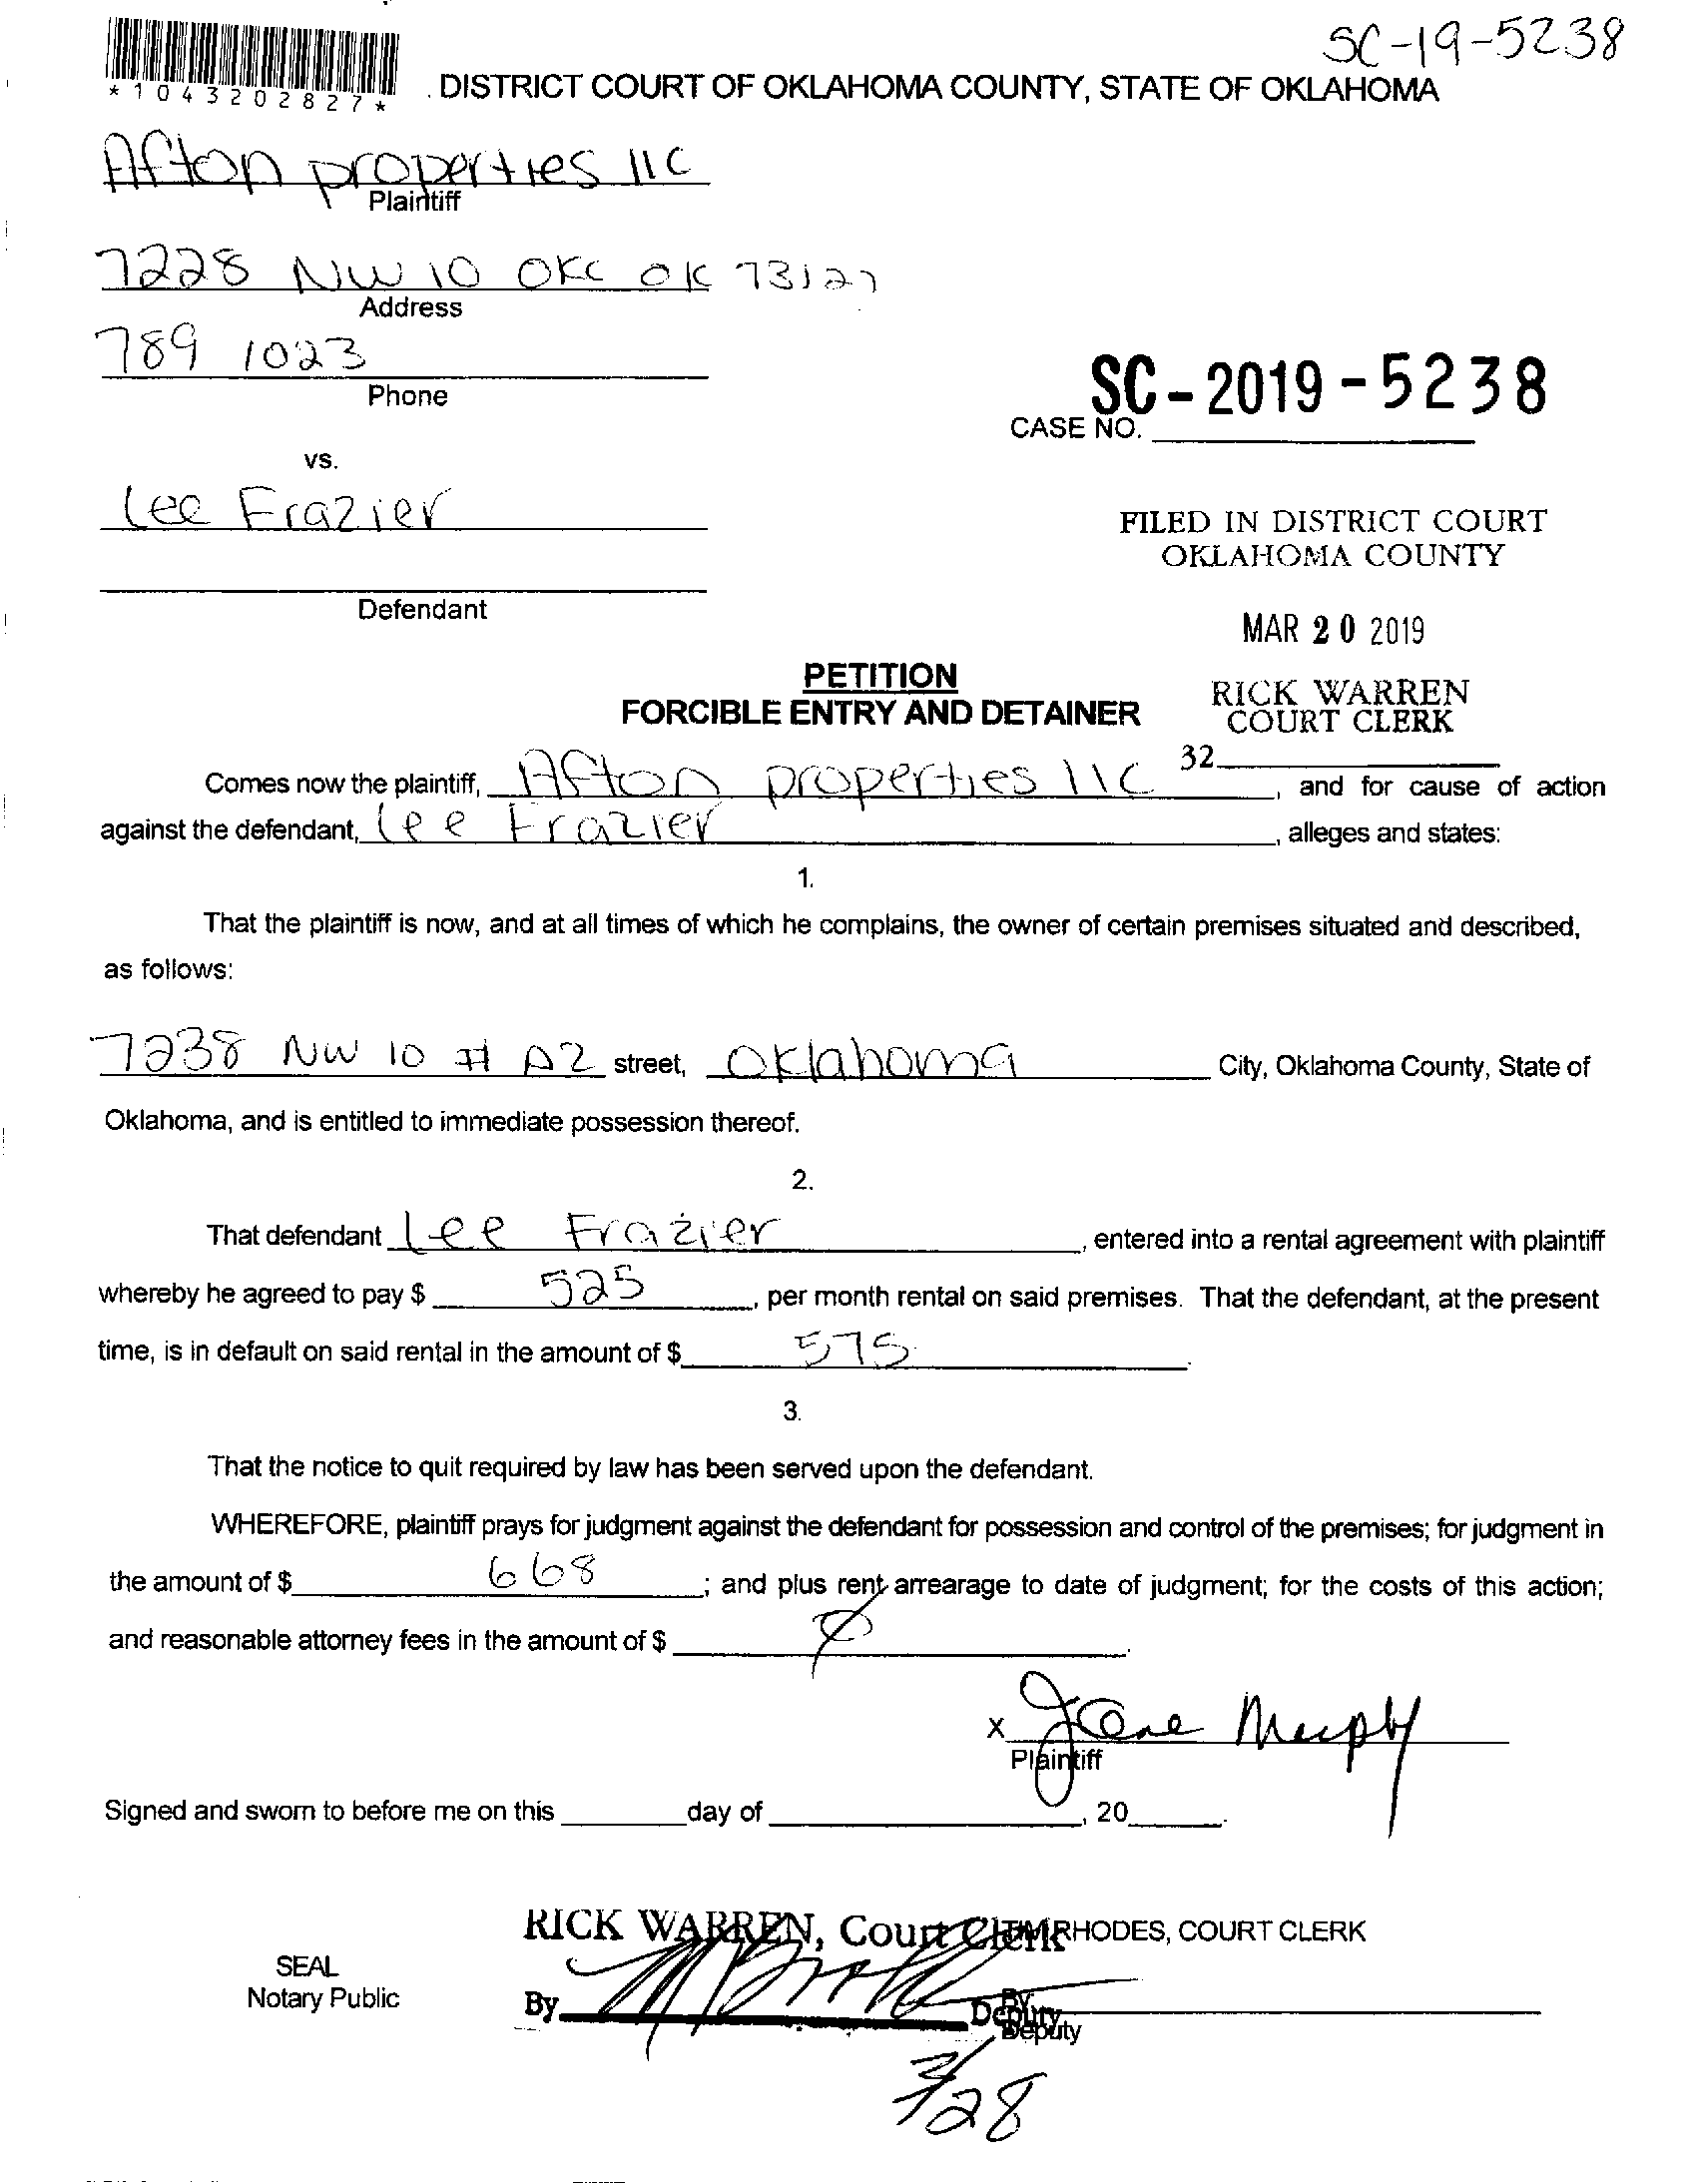 SC-19-5238
*1043202827*
DISTRICT COURT OF OKLAHOMA COUNTY, STATE OF OKLAHOMA
Afton properties llc
Plaintiff
7228 NW 10 OKC OK 73127
Address
789 1023
Phone
SC-2019-5238
CASE NO.
vs.
Lee Frazier
Defendant
FILED IN DISTRICT COURT
OKLAHOMA COUNTY
MAR 20 2019
RICK WARREN
COURT CLERK
32
PETITION
FORCIBLE ENTRY AND DETAINER
Comes now the plaintiff, Afton properties llc, and for cause of action
against the defendant, Lee Frazier, alleges and states:
1.
That the plaintiff is now, and at all times of which he complains, the owner of certain premises situated and described,
as follows:
7238 NW 10 # A2 street, Oklahoma City, Oklahoma County, State of
Oklahoma, and is entitled to immediate possession thereof.
2.
That defendant Lee Frazier, entered into a rental agreement with plaintiff
whereby he agreed to pay $ 525, per month rental on said premises. That the defendant, at the present
time, is in default on said rental in the amount of $ 575.
3.
That the notice to quit required by law has been served upon the defendant.
WHEREFORE, plaintiff prays for judgment against the defendant for possession and control of the premises; for judgment in
the amount of $ 668; and plus rent arrearage to date of judgment; for the costs of this action;
and reasonable attorney fees in the amount of $
x Jane Murphy
Plaintiff
Signed and sworn to before me on this day of , 20.
RICK WARREN, Court Clerk
RHODES, COURT CLERK
SEAL
Notary Public
By Deputy
By
Deputy
3/28